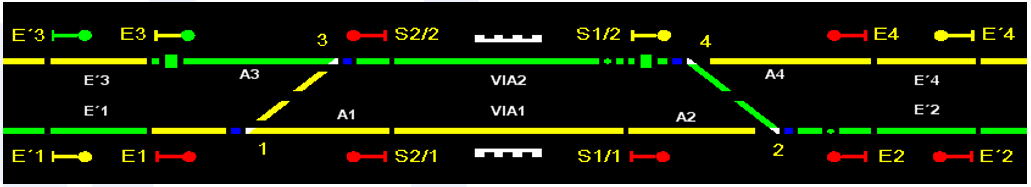 E´3 E3 3 S2/2 S1/2 4 E4 E´4
E´3 A3 VIA2 A4 E´4
E´1 A1 VIA1 A2 E´2
E´1 E1 1 S2/1 S1/1 2 E2 E´2